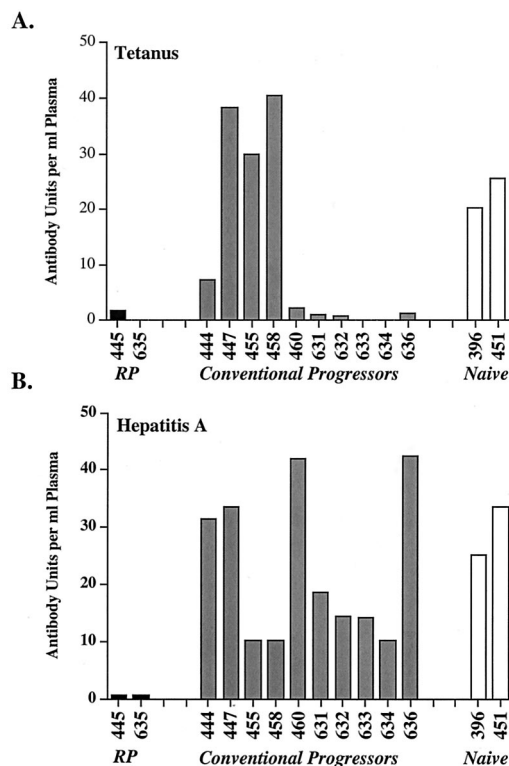 A.
Tetanus
Antibody Units per ml Plasma
50
40
30
20
10
0
445 635 444 447 455 458 460 631 632 633 634 636 396 451
RP Conventional Progressors Naive
B.
Hepatitis A
Antibody Units per ml Plasma
50
40
30
20
10
0
445 635 444 447 455 458 460 631 632 633 634 636 396 451
RP Conventional Progressors Naive